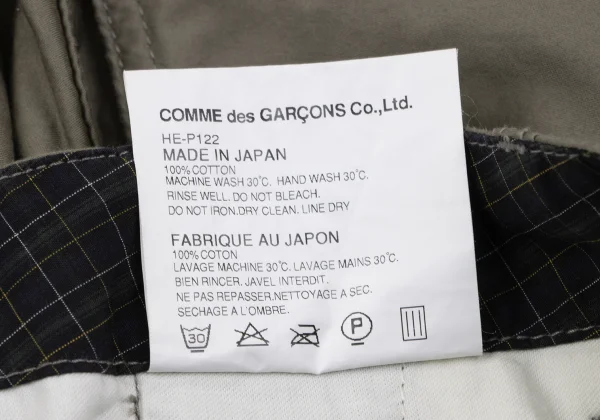 COMME des GARÇONS Co.,Ltd.
HE-P122
MADE IN JAPAN
100%COTTON
MACHINE WASH 30℃. HAND WASH 30℃.
RINSE WELL. DO NOT BLEACH.
DO NOT IRON.DRY CLEAN. LINE DRY
FABRIQUE AU JAPON
100%COTON
LAVAGE MACHINE 30℃. LAVAGE MAINS 30℃.
BIEN RINCER. JAVEL INTERDIT.
NE PAS REPASSER.NETTOYAGE A SEC.
SECHAGE A L'OMBRE.
30 P